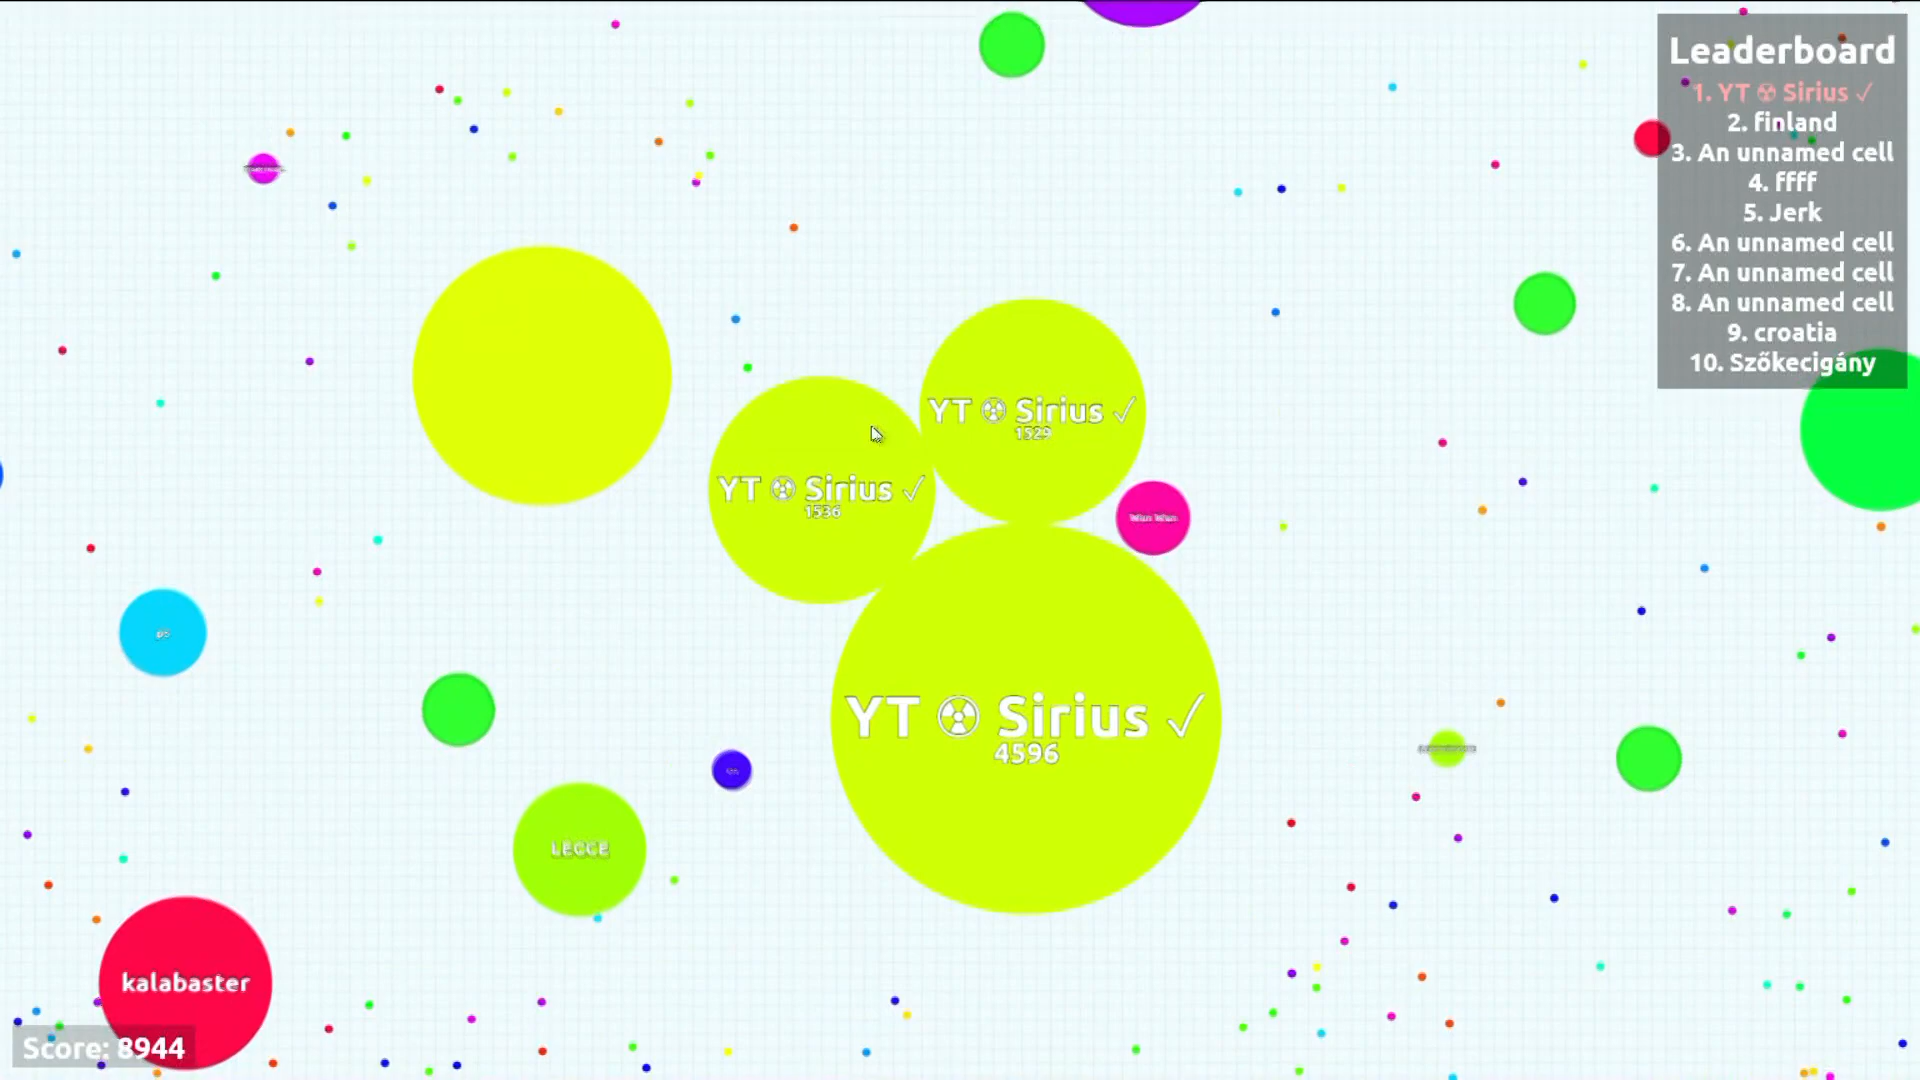 Leaderboard
1. YT ☢ Sirius ✓
2. finland
3. An unnamed cell
4. ffff
5. Jerk
6. An unnamed cell
7. An unnamed cell
8. An unnamed cell
9. croatia
10. Szőkecigány
YT ☢ Sirius ✓
1529
YT ☢ Sirius ✓
1536
YT ☢ Sirius ✓
4596
LECCE
kalabaster
Score: 8944